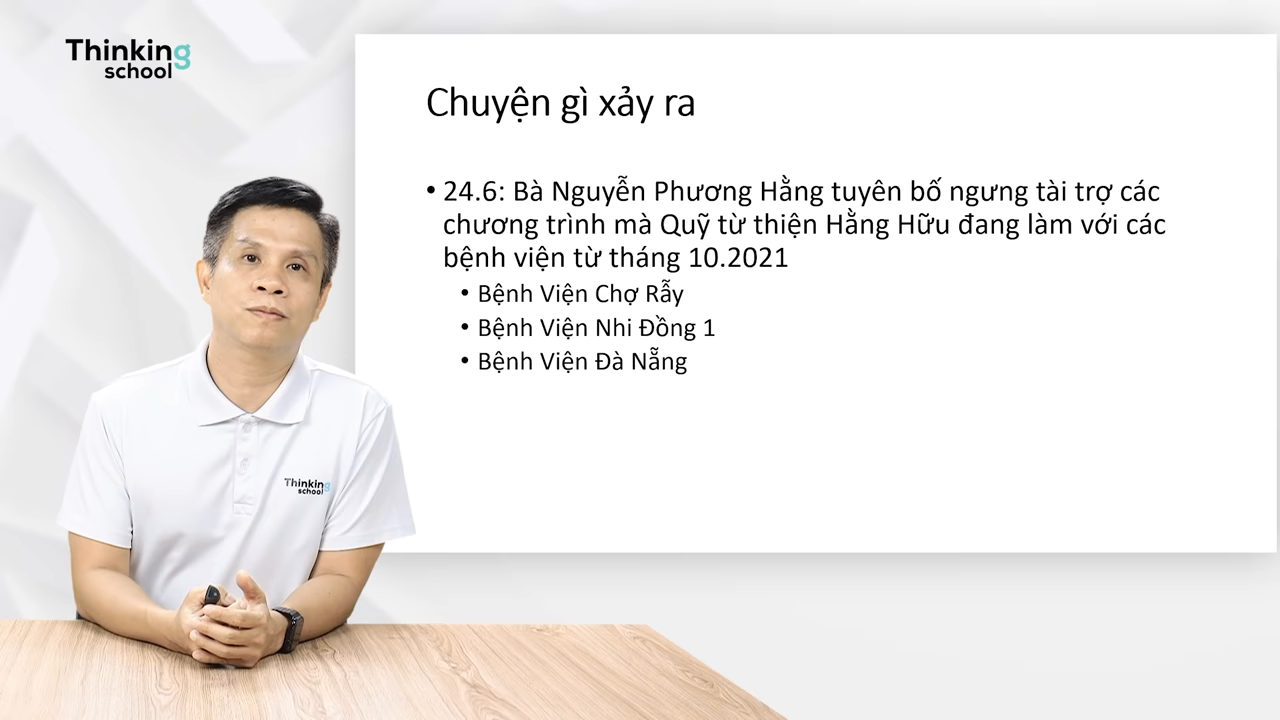 Thinking
school
Chuyện gì xảy ra
• 24.6: Bà Nguyễn Phương Hằng tuyên bố ngưng tài trợ các
chương trình mà Quỹ từ thiện Hằng Hữu đang làm với các
bệnh viện từ tháng 10.2021
• Bệnh Viện Chợ Rẫy
• Bệnh Viện Nhi Đồng 1
• Bệnh Viện Đà Nẵng
Thinking
school